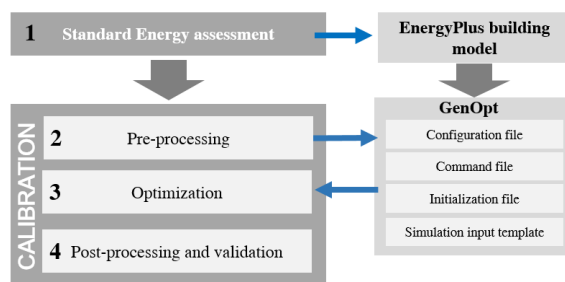 1 Standard Energy assessment
EnergyPlus building
model
CALIBRATION
2 Pre-processing
3 Optimization
4 Post-processing and validation
GenOpt
Configuration file
Command file
Initialization file
Simulation input template